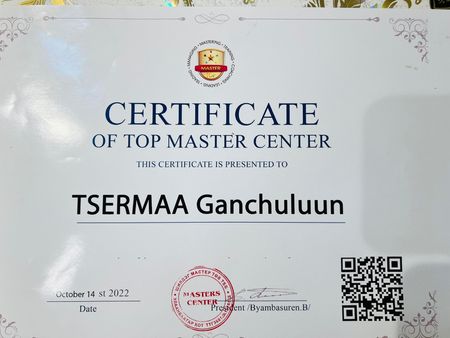 MASTER
CERTIFICATE
OF TOP MASTER CENTER
THIS CERTIFICATE IS PRESENTED TO
TSERMAA Ganchuluun
October 14 st 2022
Date
MASTERS
CENTER
President /Byambasuren.B/